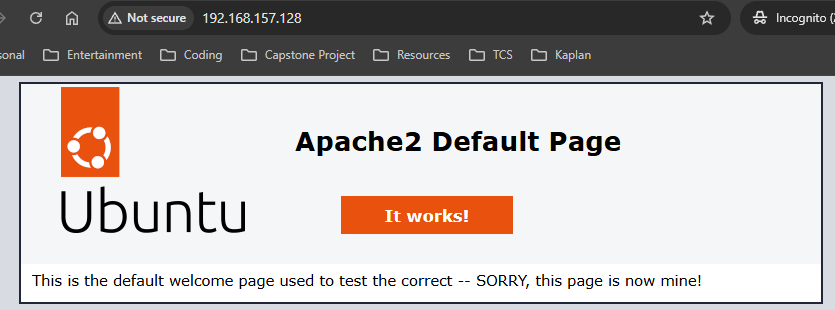 Not secure 192.168.157.128 Incognito (
sonal Entertainment Coding Capstone Project Resources TCS Kaplan
Apache2 Default Page
Ubuntu
It works!
This is the default welcome page used to test the correct -- SORRY, this page is now mine!